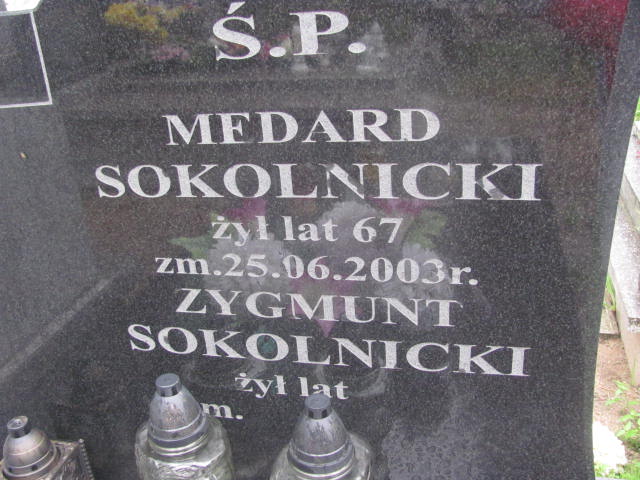 Ś.P.
MEDARD
SOKOLNICKI
żył lat 67
zm.25.06.2003r.
ZYGMUNT
SOKOLNICKI
żył lat